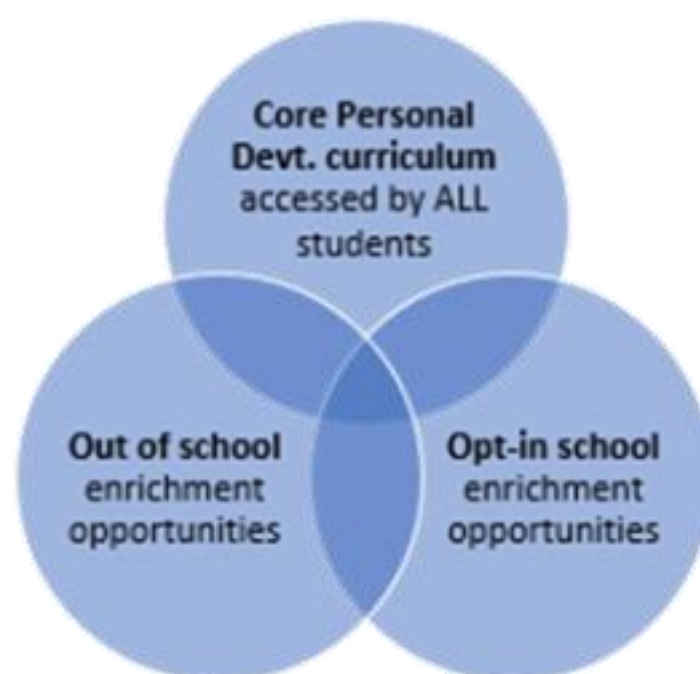 Core Personal
Devt. curriculum
accessed by ALL
students
Out of school
enrichment
opportunities
Opt-in school
enrichment
opportunities